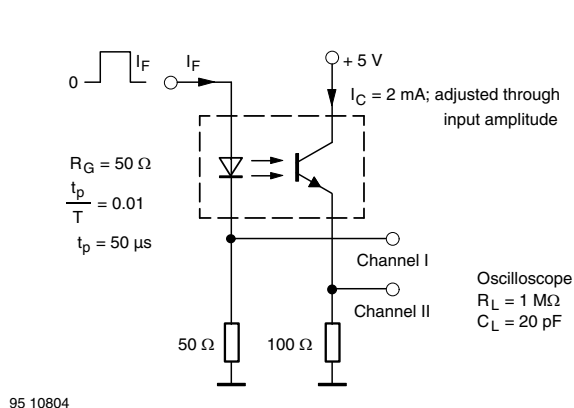 0
I_F
I_F
+ 5 V
I_C = 2 mA; adjusted through
input amplitude
R_G = 50 Ω
t_p
T
= 0.01
t_p = 50 µs
Channel I
Channel II
Oscilloscope
R_L = 1 MΩ
C_L = 20 pF
50 Ω
100 Ω
95 10804